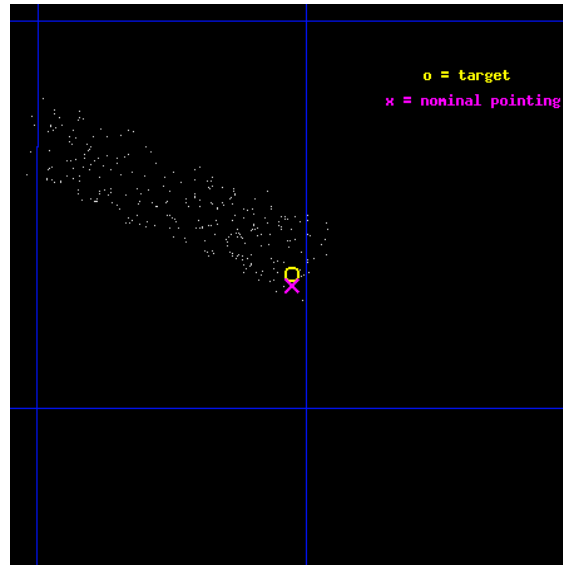 o = target
x = nominal pointing